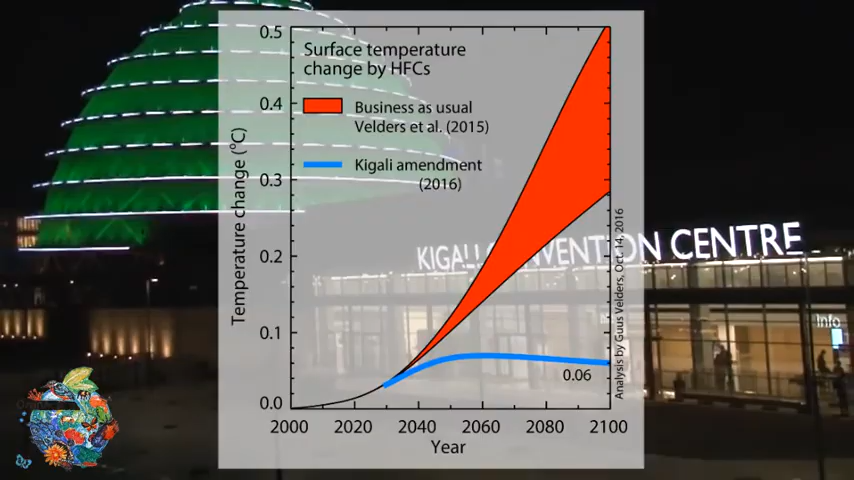 Surface temperature
change by HFCs
Business as usual
Velders et al. (2015)
Kigali amendment
(2016)
Temperature change (°C)
0.5
0.4
0.3
0.2
0.1
0.0
0.06
2000 2020 2040 2060 2080 2100
Year
Analysis by Guus Velders, Oct. 14, 2016
KIGALI CONVENTION CENTRE
Info